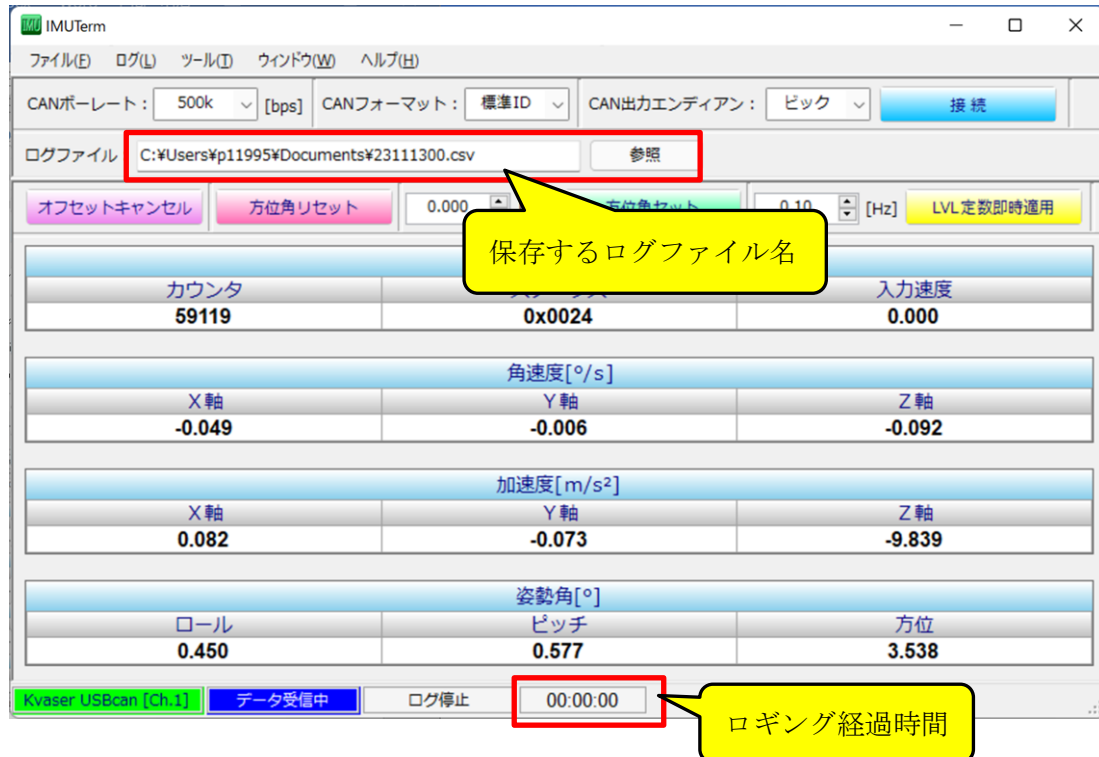 IMUTerm
ファイル(F) ログ(L) ツール(T) ウィンドウ(W) ヘルプ(H)
CANボーレート： 500k [bps] CANフォーマット： 標準ID CAN出力エンディアン： ビック 接続
ログファイル C:¥Users¥p11995¥Documents¥23111300.csv 参照
オフセットキャンセル 方位角リセット 0.000 方位角セット 0.10 [Hz] LVL定数即時適用
保存するログファイル名
カウンタ 入力速度
59119 0x0024 0.000
角速度[°/s]
X軸 Y軸 Z軸
-0.049 -0.006 -0.092
加速度[m/s²]
X軸 Y軸 Z軸
0.082 -0.073 -9.839
姿勢角[°]
ロール ピッチ 方位
0.450 0.577 3.538
Kvaser USBcan [Ch.1] データ受信中 ログ停止 00:00:00
ロギング経過時間